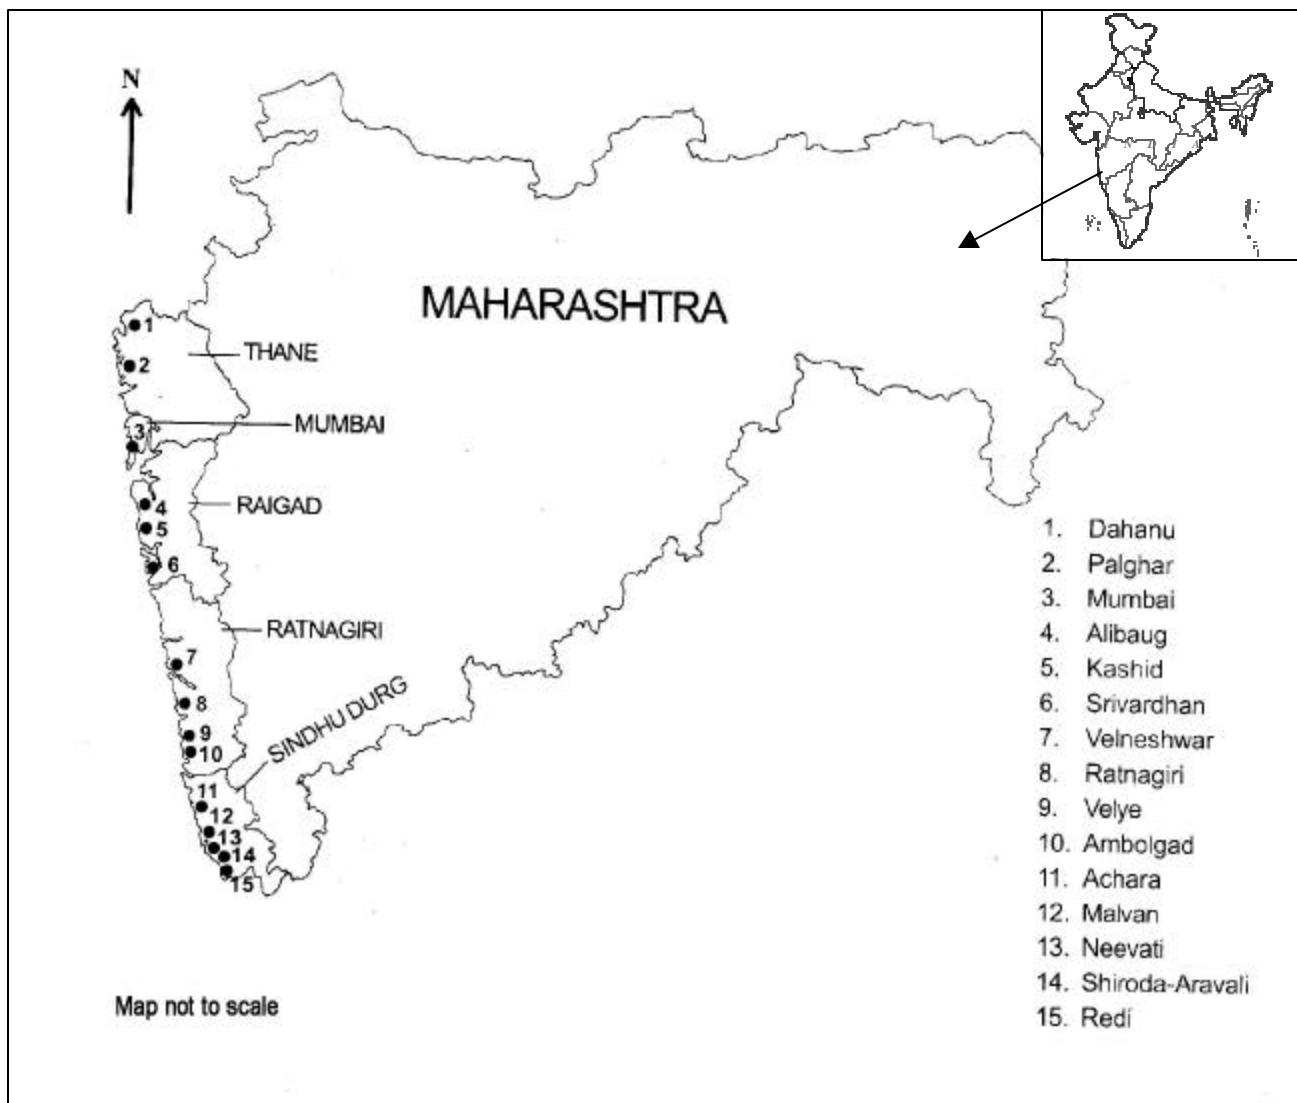 N
MAHARASHTRA
1
THANE
2
MUMBAI
3
RAIGAD
4
5
6
RATNAGIRI
7
SINDHU DURG
8
9
10
11
12
13
14
15
1. Dahanu
2. Palghar
3. Mumbai
4. Alibaug
5. Kashid
6. Srivardhan
7. Velneshwar
8. Ratnagiri
9. Velye
10. Ambolgad
11. Achara
12. Malvan
13. Neevati
14. Shiroda-Aravali
15. Redi
Map not to scale